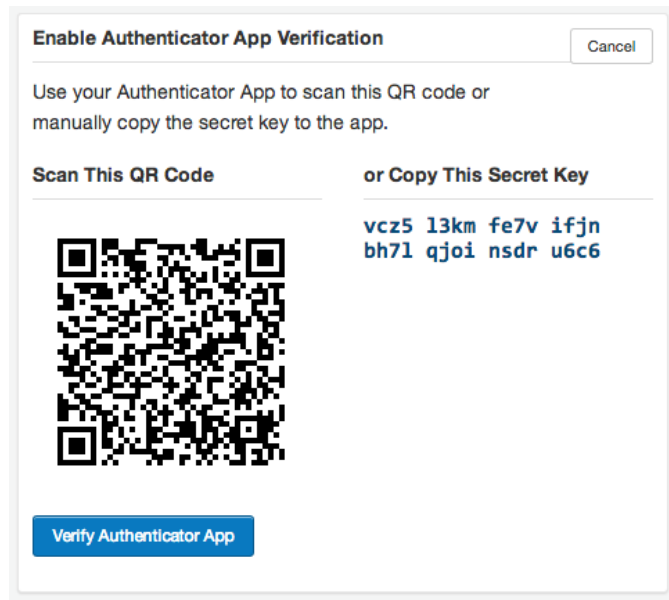 Enable Authenticator App Verification
Cancel
Use your Authenticator App to scan this QR code or
manually copy the secret key to the app.
Scan This QR Code
or Copy This Secret Key
vcz5 l3km fe7v ifjn
bh7l qjoi nsdr u6c6
Verify Authenticator App